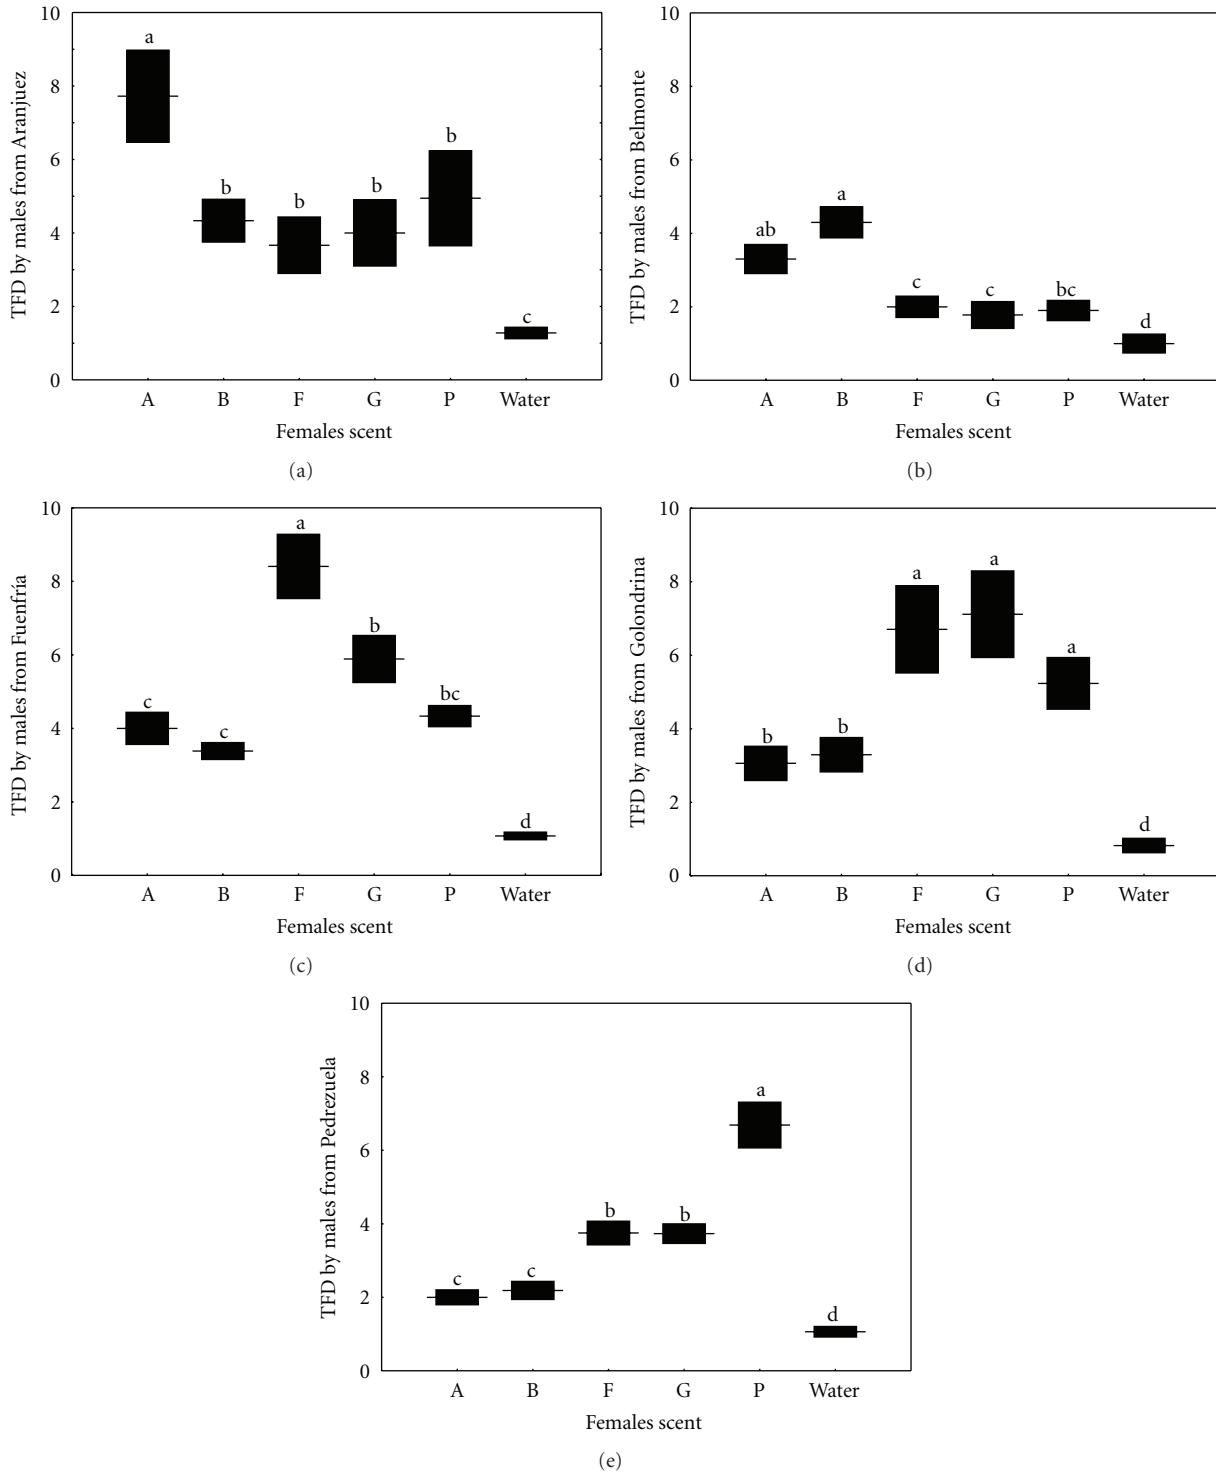 10
8
6
4
2
0
TFD by males from Aranjuez
a
b
b
b
b
c
A B F G P Water
Females scent
(a)
10
8
6
4
2
0
TFD by males from Belmonte
ab
a
c
c
bc
d
A B F G P Water
Females scent
(b)
10
8
6
4
2
0
TFD by males from Fuenfría
c
c
a
b
bc
d
A B F G P Water
Females scent
(c)
10
8
6
4
2
0
TFD by males from Golondrina
b
b
a
a
a
d
A B F G P Water
Females scent
(d)
10
8
6
4
2
0
TFD by males from Pedrezuela
c
c
b
b
a
d
A B F G P Water
Females scent
(e)